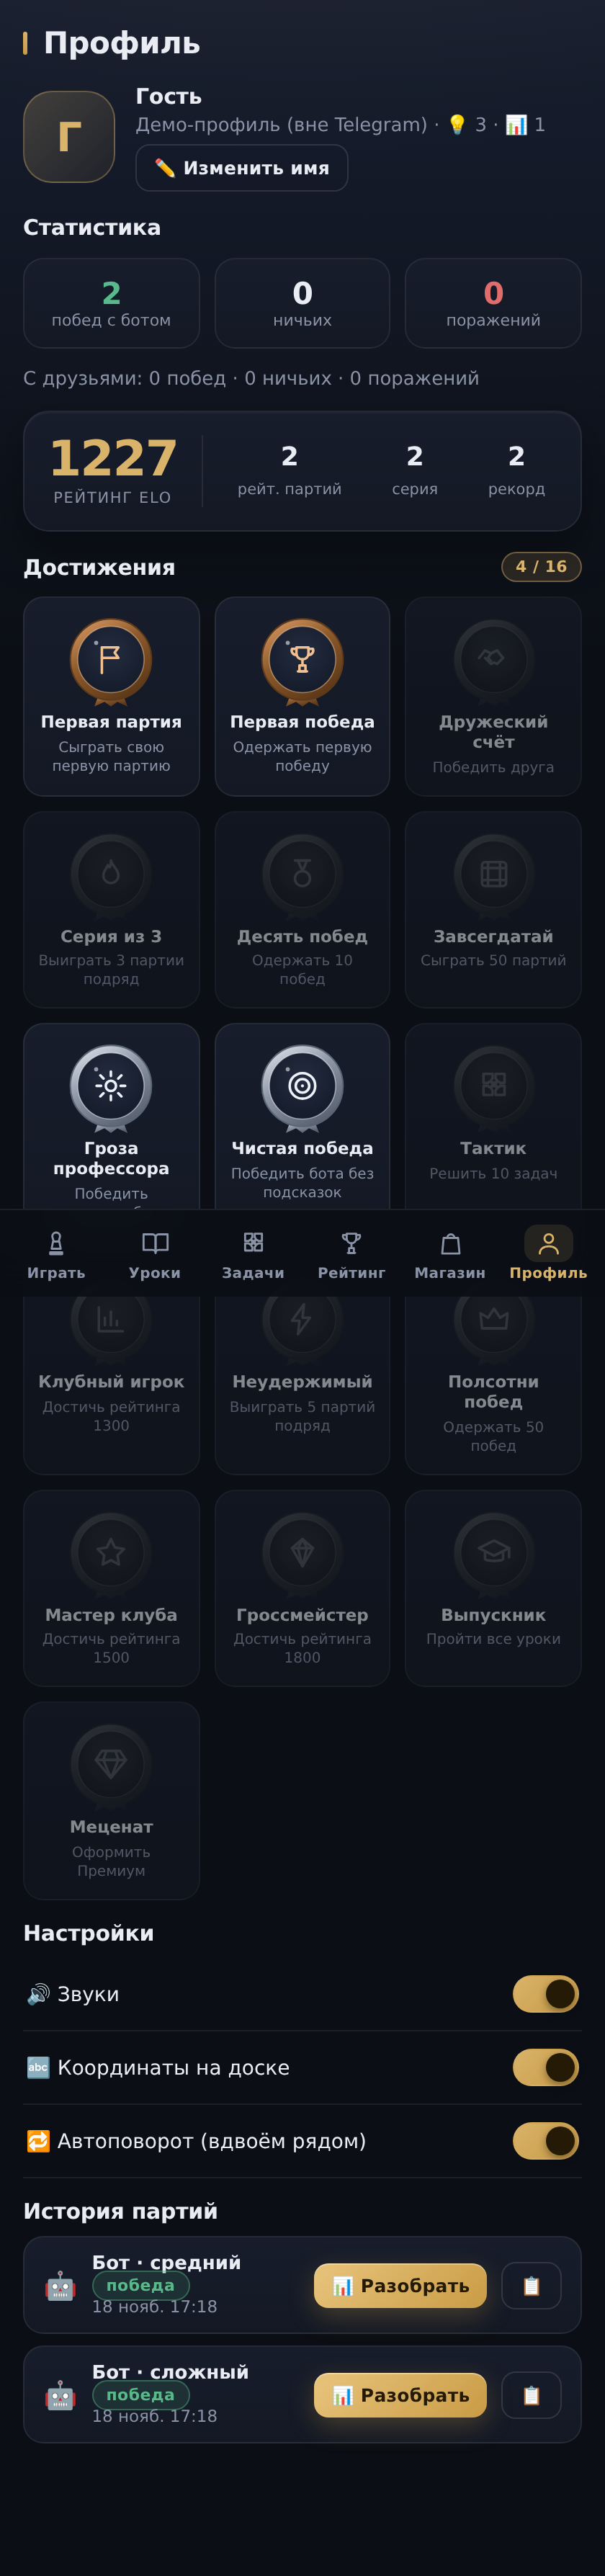 Профиль
Г
Гость
Демо-профиль (вне Telegram) · 💡 3 · 📊 1
✏️ Изменить имя
Статистика
2
побед с ботом
0
ничьих
0
поражений
С друзьями: 0 побед · 0 ничьих · 0 поражений
1227
РЕЙТИНГ ELO
2
рейт. партий
2
серия
2
рекорд
Достижения
4 / 16
Первая партия
Сыграть свою
первую партию
Первая победа
Одержать первую
победу
Дружеский
счёт
Победить друга
Серия из 3
Выиграть 3 партии
подряд
Десять побед
Одержать 10
побед
Завсегдатай
Сыграть 50 партий
Гроза
профессора
Победить
Чистая победа
Победить бота без
подсказок
Тактик
Решить 10 задач
Играть
Уроки
Задачи
Рейтинг
Магазин
Профиль
Клубный игрок
Достичь рейтинга
1300
Неудержимый
Выиграть 5 партий
подряд
Полсотни
побед
Одержать 50
побед
Мастер клуба
Достичь рейтинга
1500
Гроссмейстер
Достичь рейтинга
1800
Выпускник
Пройти все уроки
Меценат
Оформить
Премиум
Настройки
🔊 Звуки
🔤 Координаты на доске
🔁 Автоповорот (вдвоём рядом)
История партий
Бот · средний
победа
18 нояб. 17:18
📊 Разобрать
Бот · сложный
победа
18 нояб. 17:18
📊 Разобрать